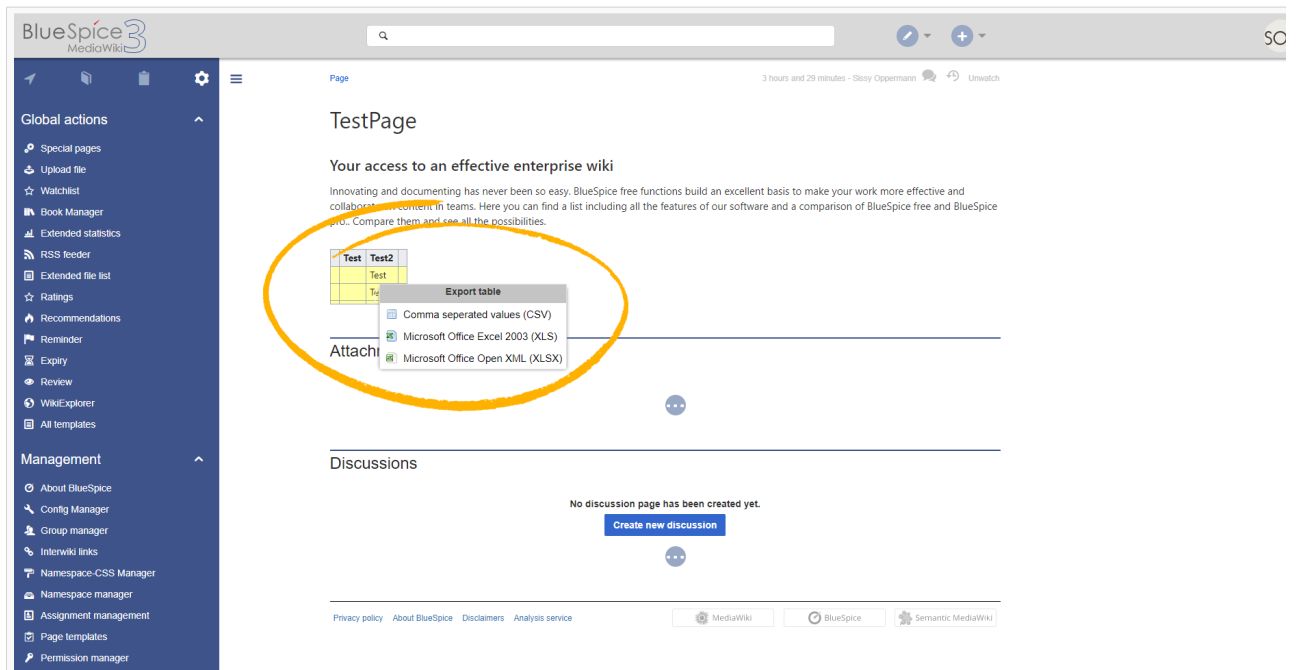 BlueSpice 3
MediaWiki
SO
Page
3 hours and 29 minutes - Sissy Oppermann
Unwatch
Global actions
Special pages
Upload file
Watchlist
Book Manager
Extended statistics
RSS feeder
Extended file list
Ratings
Recommendations
Reminder
Expiry
Review
WikiExplorer
All templates
Management
About BlueSpice
Config Manager
Group manager
Interwiki links
Namespace-CSS Manager
Namespace manager
Assignment management
Page templates
Permission manager
TestPage
Your access to an effective enterprise wiki
Innovating and documenting has never been so easy. BlueSpice free functions build an excellent basis to make your work more effective and
content in teams. Here you can find a list including all the features of our software and a comparison of BlueSpice free and BlueSpice
pro.. Compare them and see all the possibilities.
Test Test2
Test
Export table
Comma seperated values (CSV)
Microsoft Office Excel 2003 (XLS)
Microsoft Office Open XML (XLSX)
Attach
Discussions
No discussion page has been created yet.
Create new discussion
Privacy policy About BlueSpice Disclaimers Analysis service
MediaWiki
BlueSpice
Semantic MediaWiki